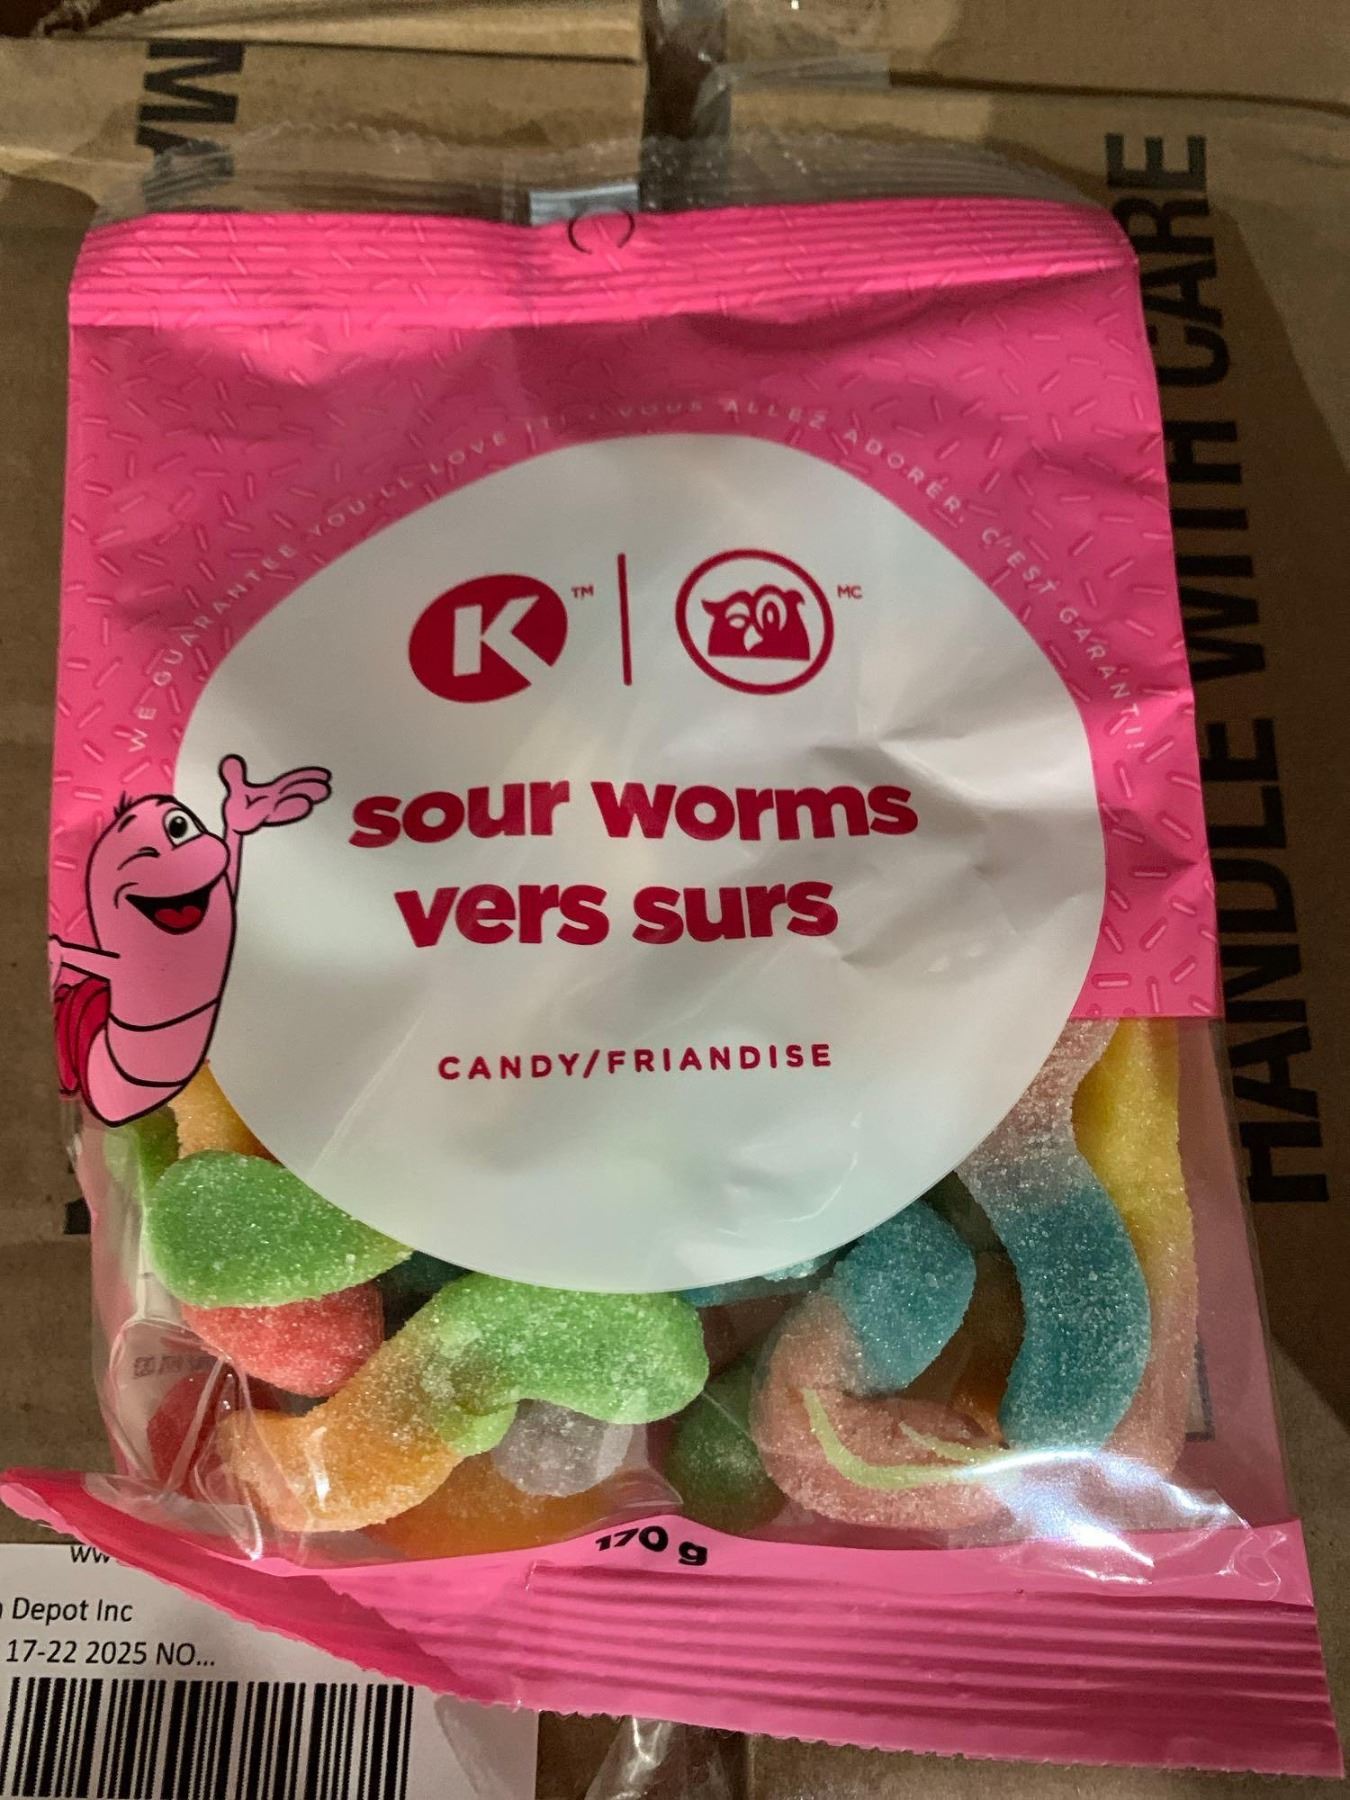 WE GUARANTEE YOU'LL LOVE IT! • VOUS ALLEZ ADORER, C'EST GARANTI!
K™ | MC
sour worms
vers surs
CANDY/FRIANDISE
170 g
HANDLE WITH CARE
Depot Inc
17-22 2025 NO...